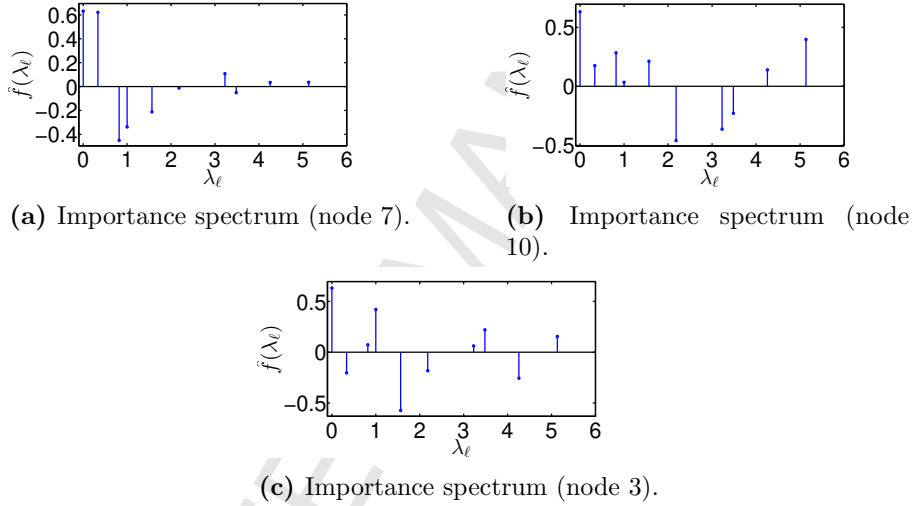 0.6
0.4
0.2
0
−0.2
−0.4
f̂(λℓ)
0 1 2 3 4 5 6
λℓ
(a) Importance spectrum (node 7).
0.5
0
−0.5
f̂(λℓ)
0 1 2 3 4 5 6
λℓ
(b) Importance spectrum (node
10).
0.5
0
−0.5
f̂(λℓ)
0 1 2 3 4 5 6
λℓ
(c) Importance spectrum (node 3).